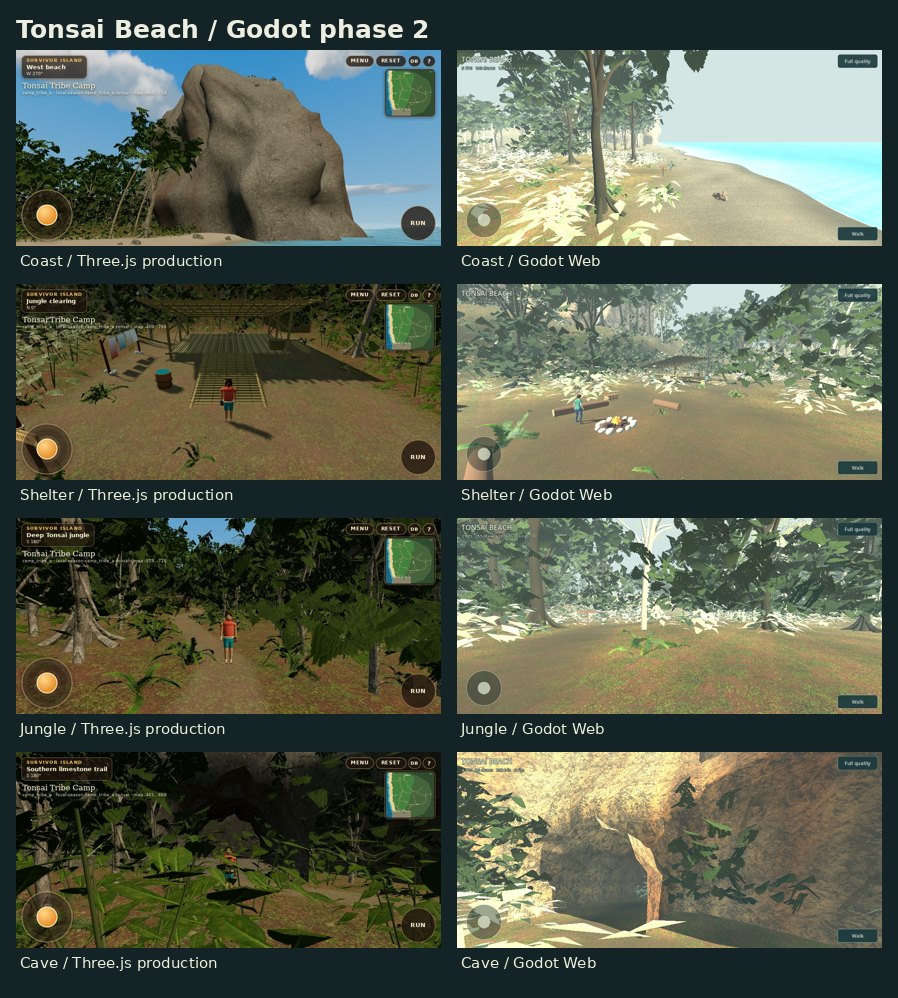 Tonsai Beach / Godot phase 2
SURVIVOR ISLAND
West beach
W 270°
Tonsai Tribe Camp
MENU
RESET
DB
?
RUN
Coast / Three.js production
Full quality
Walk
Coast / Godot Web
SURVIVOR ISLAND
Jungle clearing
Tonsai Tribe Camp
MENU
RESET
DB
?
RUN
Shelter / Three.js production
TONSAI BEACH
Full quality
Walk
Shelter / Godot Web
SURVIVOR ISLAND
Deep Tonsai jungle
S 180°
Tonsai Tribe Camp
MENU
RESET
DB
?
RUN
Jungle / Three.js production
TONSAI BEACH
Full quality
Walk
Jungle / Godot Web
SURVIVOR ISLAND
Southern limestone trail
S 180°
Tonsai Tribe Camp
MENU
RESET
DB
?
RUN
Cave / Three.js production
TONSAI BEACH
Full quality
Walk
Cave / Godot Web